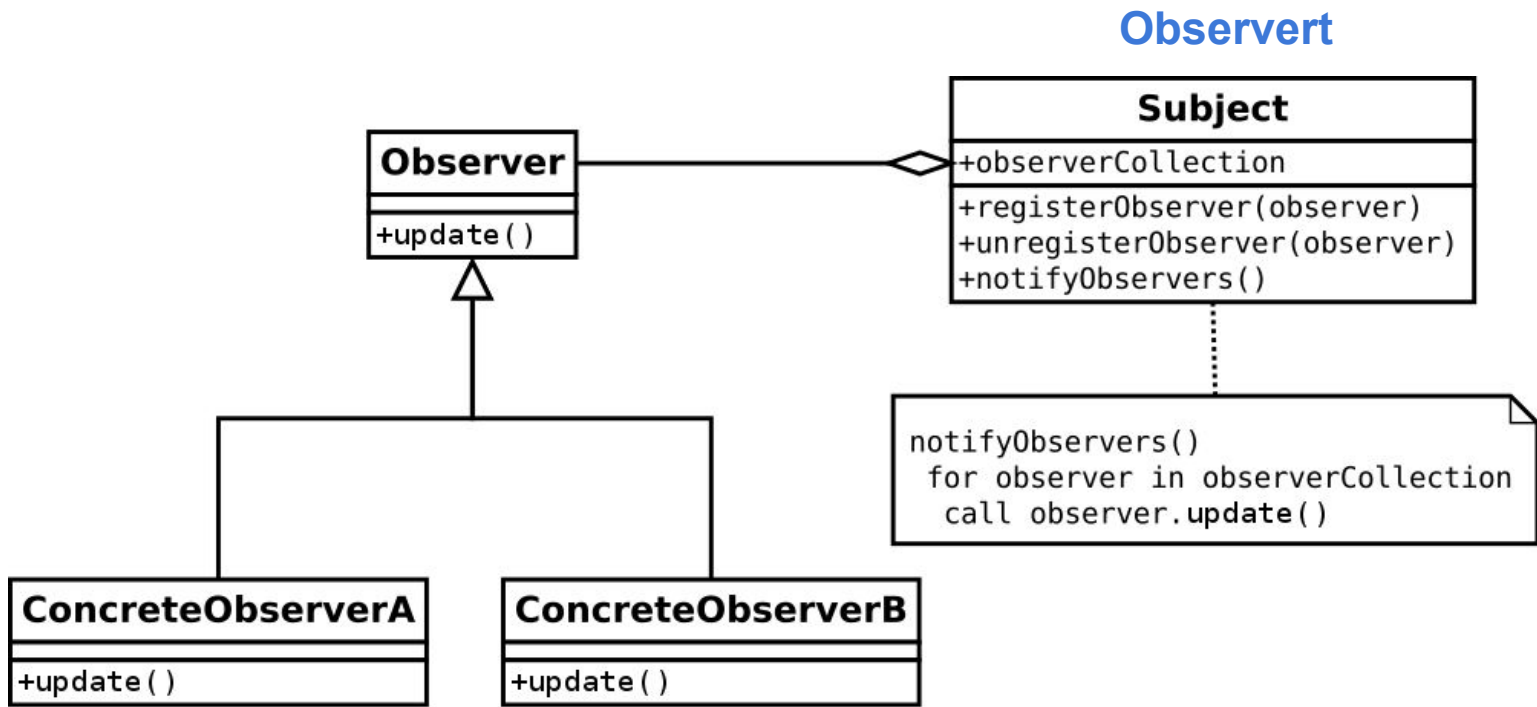 Observert
Subject
+observerCollection
+registerObserver(observer)
+unregisterObserver(observer)
+notifyObservers()
Observer
+update()
notifyObservers()
for observer in observerCollection
call observer.update()
ConcreteObserverA
+update()
ConcreteObserverB
+update()